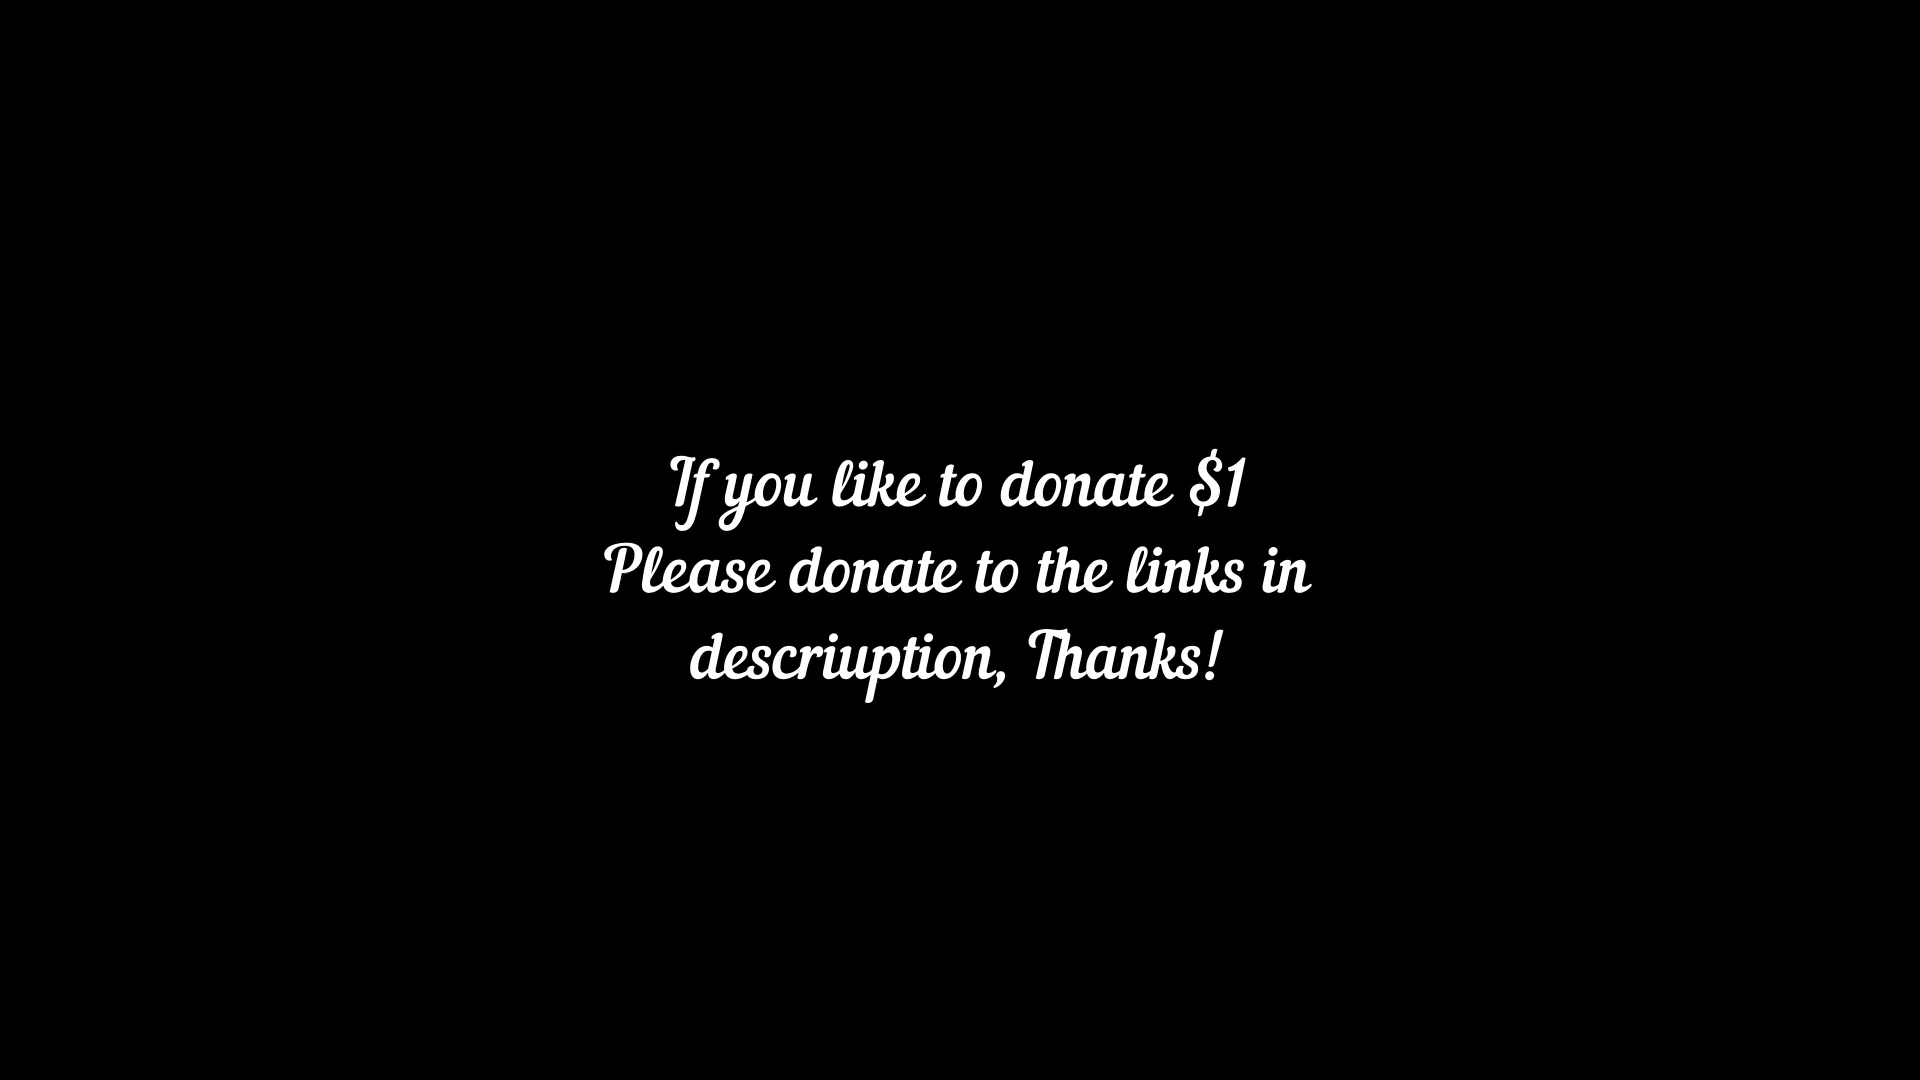 If you like to donate $1
Please donate to the links in
descriuption, Thanks!